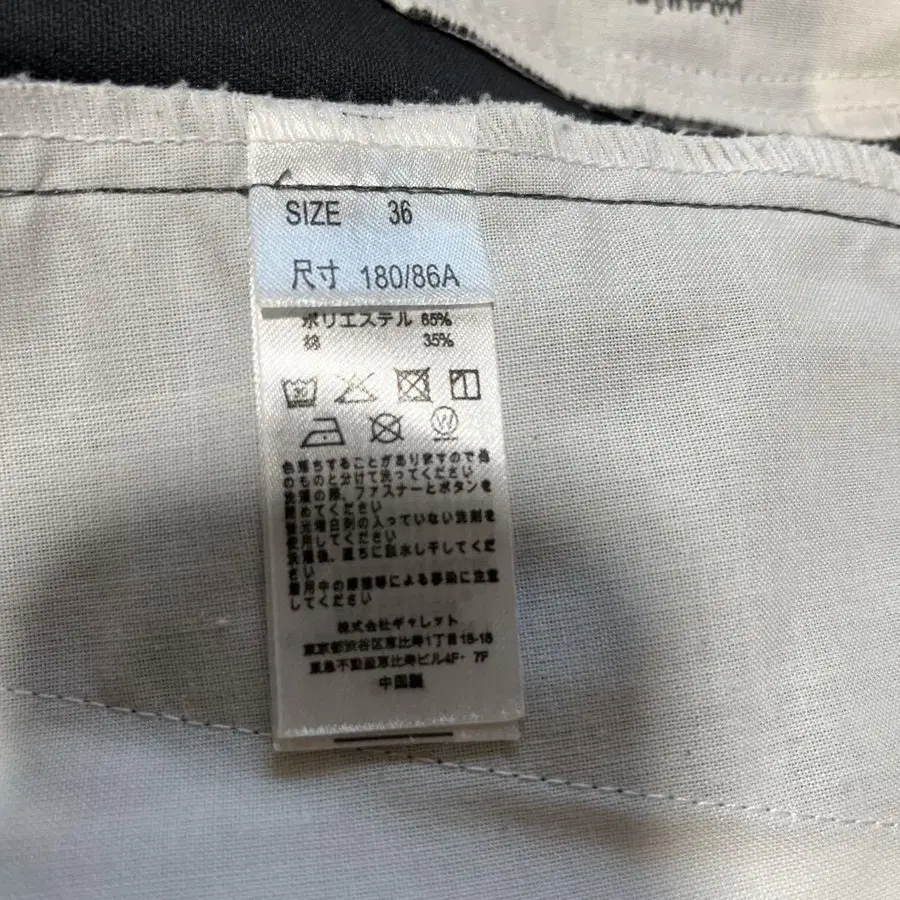 SIZE 36
尺寸 180/86A
ポリエステル 65%
綿 35%
30
W
色落ちすることがありますので他
のものと分けて洗ってください
洗濯の際、ファスナーとボタンを
閉めてください
蛍光増白剤の入っていない洗剤を
使用してください
洗濯後、直ちに脱水し干してくだ
さい
着用中の摩擦等による移染に注意
してください
株式会社ギャレット
東京都渋谷区恵比寿1丁目18-18
東急不動産恵比寿ビル4F・7F
中国製